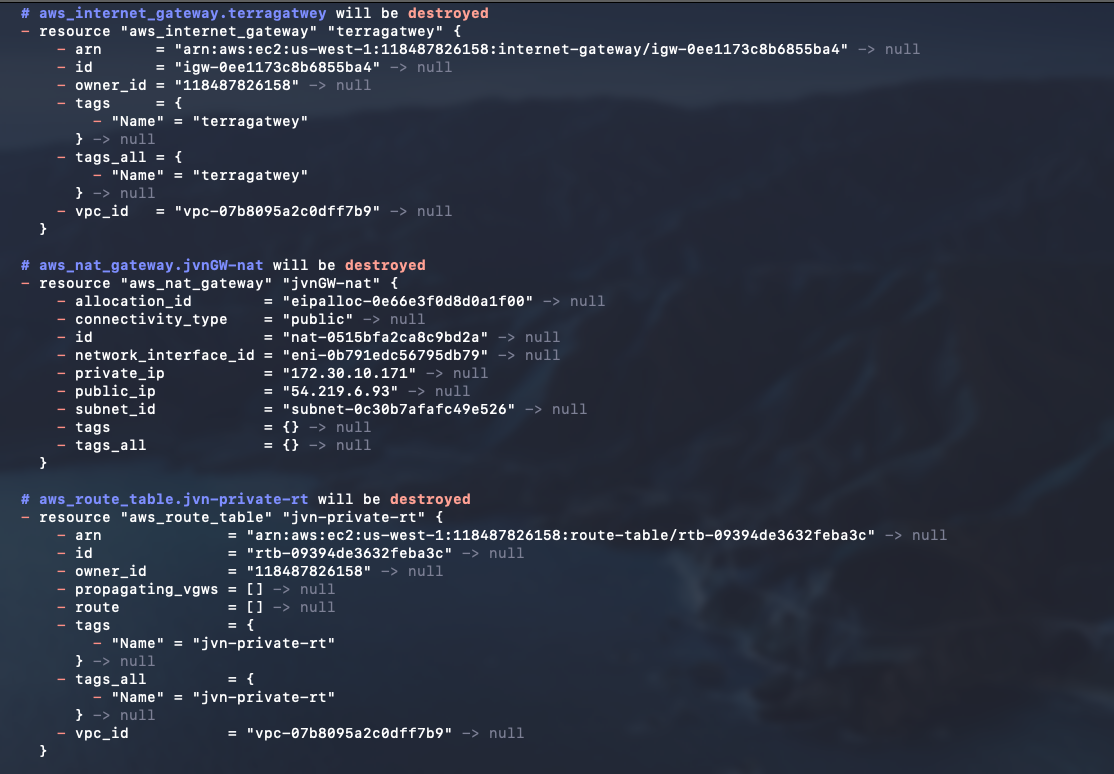 # aws_internet_gateway.terragatwey will be destroyed
- resource "aws_internet_gateway" "terragatwey" {
    - arn      = "arn:aws:ec2:us-west-1:118487826158:internet-gateway/igw-0ee1173c8b6855ba4" -> null
    - id       = "igw-0ee1173c8b6855ba4" -> null
    - owner_id = "118487826158" -> null
    - tags     = {
        - "Name" = "terragatwey"
      } -> null
    - tags_all = {
        - "Name" = "terragatwey"
      } -> null
    - vpc_id   = "vpc-07b8095a2c0dff7b9" -> null
  }

# aws_nat_gateway.jvnGW-nat will be destroyed
- resource "aws_nat_gateway" "jvnGW-nat" {
    - allocation_id        = "eipalloc-0e66e3f0d8d0a1f00" -> null
    - connectivity_type    = "public" -> null
    - id                   = "nat-0515bfa2ca8c9bd2a" -> null
    - network_interface_id = "eni-0b791edc56795db79" -> null
    - private_ip           = "172.30.10.171" -> null
    - public_ip            = "54.219.6.93" -> null
    - subnet_id            = "subnet-0c30b7afafc49e526" -> null
    - tags                 = {} -> null
    - tags_all             = {} -> null
  }

# aws_route_table.jvn-private-rt will be destroyed
- resource "aws_route_table" "jvn-private-rt" {
    - arn              = "arn:aws:ec2:us-west-1:118487826158:route-table/rtb-09394de3632feba3c" -> null
    - id               = "rtb-09394de3632feba3c" -> null
    - owner_id         = "118487826158" -> null
    - propagating_vgws = [] -> null
    - route            = [] -> null
    - tags             = {
        - "Name" = "jvn-private-rt"
      } -> null
    - tags_all         = {
        - "Name" = "jvn-private-rt"
      } -> null
    - vpc_id           = "vpc-07b8095a2c0dff7b9" -> null
  }